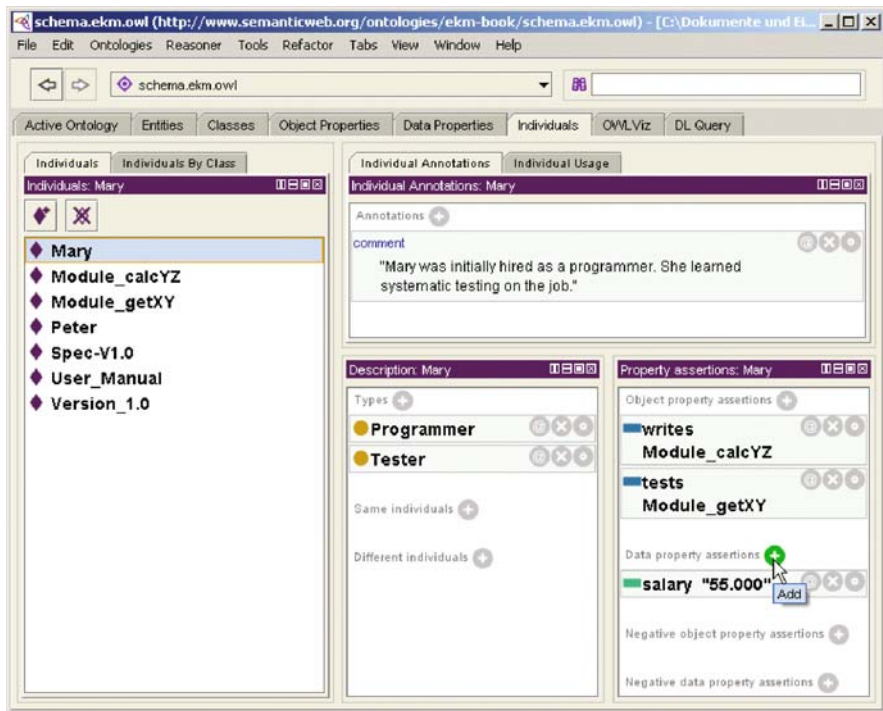 schema.ekm.owl (http://www.semanticweb.org/ontologies/ekm-book/schema.ekm.owl) - [C:\Dokumente und Ei...
File Edit Ontologies Reasoner Tools Refactor Tabs View Window Help
schema.ekm.owl
Active Ontology Entities Classes Object Properties Data Properties Individuals OWLViz DL Query
Individuals Individuals By Class
Individuals: Mary
Mary
Module_calcYZ
Module_getXY
Peter
Spec-V1.0
User_Manual
Version_1.0
Individual Annotations Individual Usage
Individual Annotations: Mary
Annotations
comment
"Mary was initially hired as a programmer. She learned
systematic testing on the job."
Description: Mary
Types
Programmer
Tester
Same individuals
Different individuals
Property assertions: Mary
Object property assertions
writes
Module_calcYZ
tests
Module_getXY
Data property assertions
salary "55.000"
Add
Negative object property assertions
Negative data property assertions